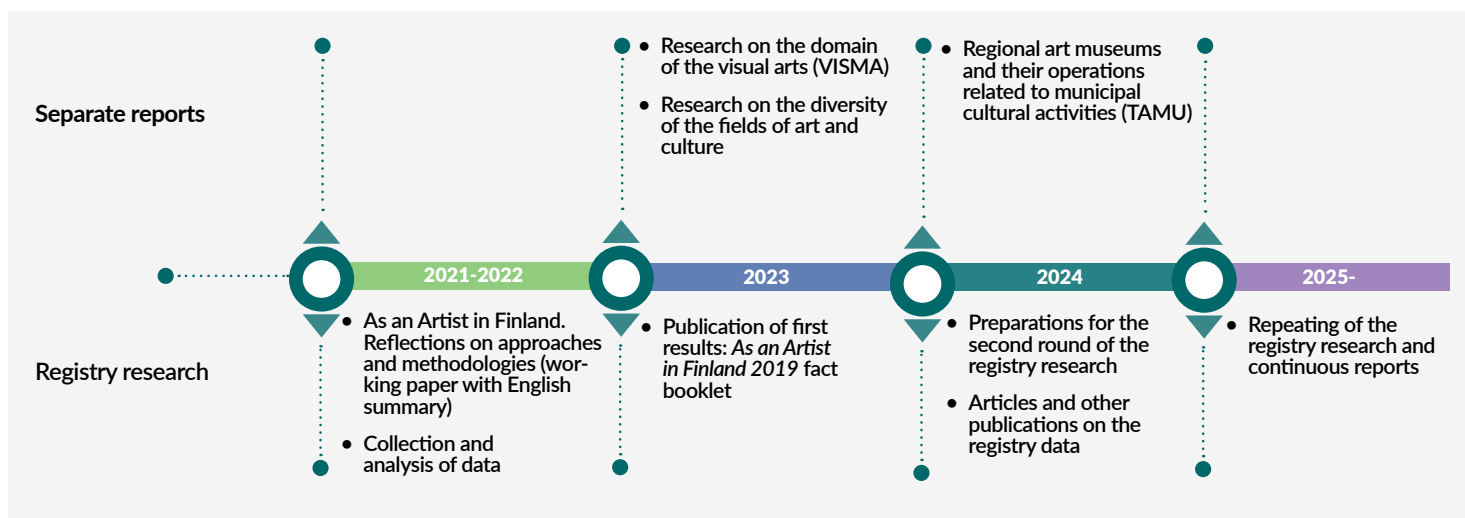 Separate reports
• Research on the domain
of the visual arts (VISMA)
• Research on the diversity
of the fields of art and
culture
• Regional art museums
and their operations
related to municipal
cultural activities (TAMU)
2021-2022
2023
2024
2025-
Registry research
• As an Artist in Finland.
Reflections on approaches
and methodologies (wor-
king paper with English
summary)
• Collection and
analysis of data
• Publication of first
results: As an Artist
in Finland 2019 fact
booklet
• Preparations for the
second round of the
registry research
• Articles and other
publications on the
registry data
• Repeating of the
registry research and
continuous reports